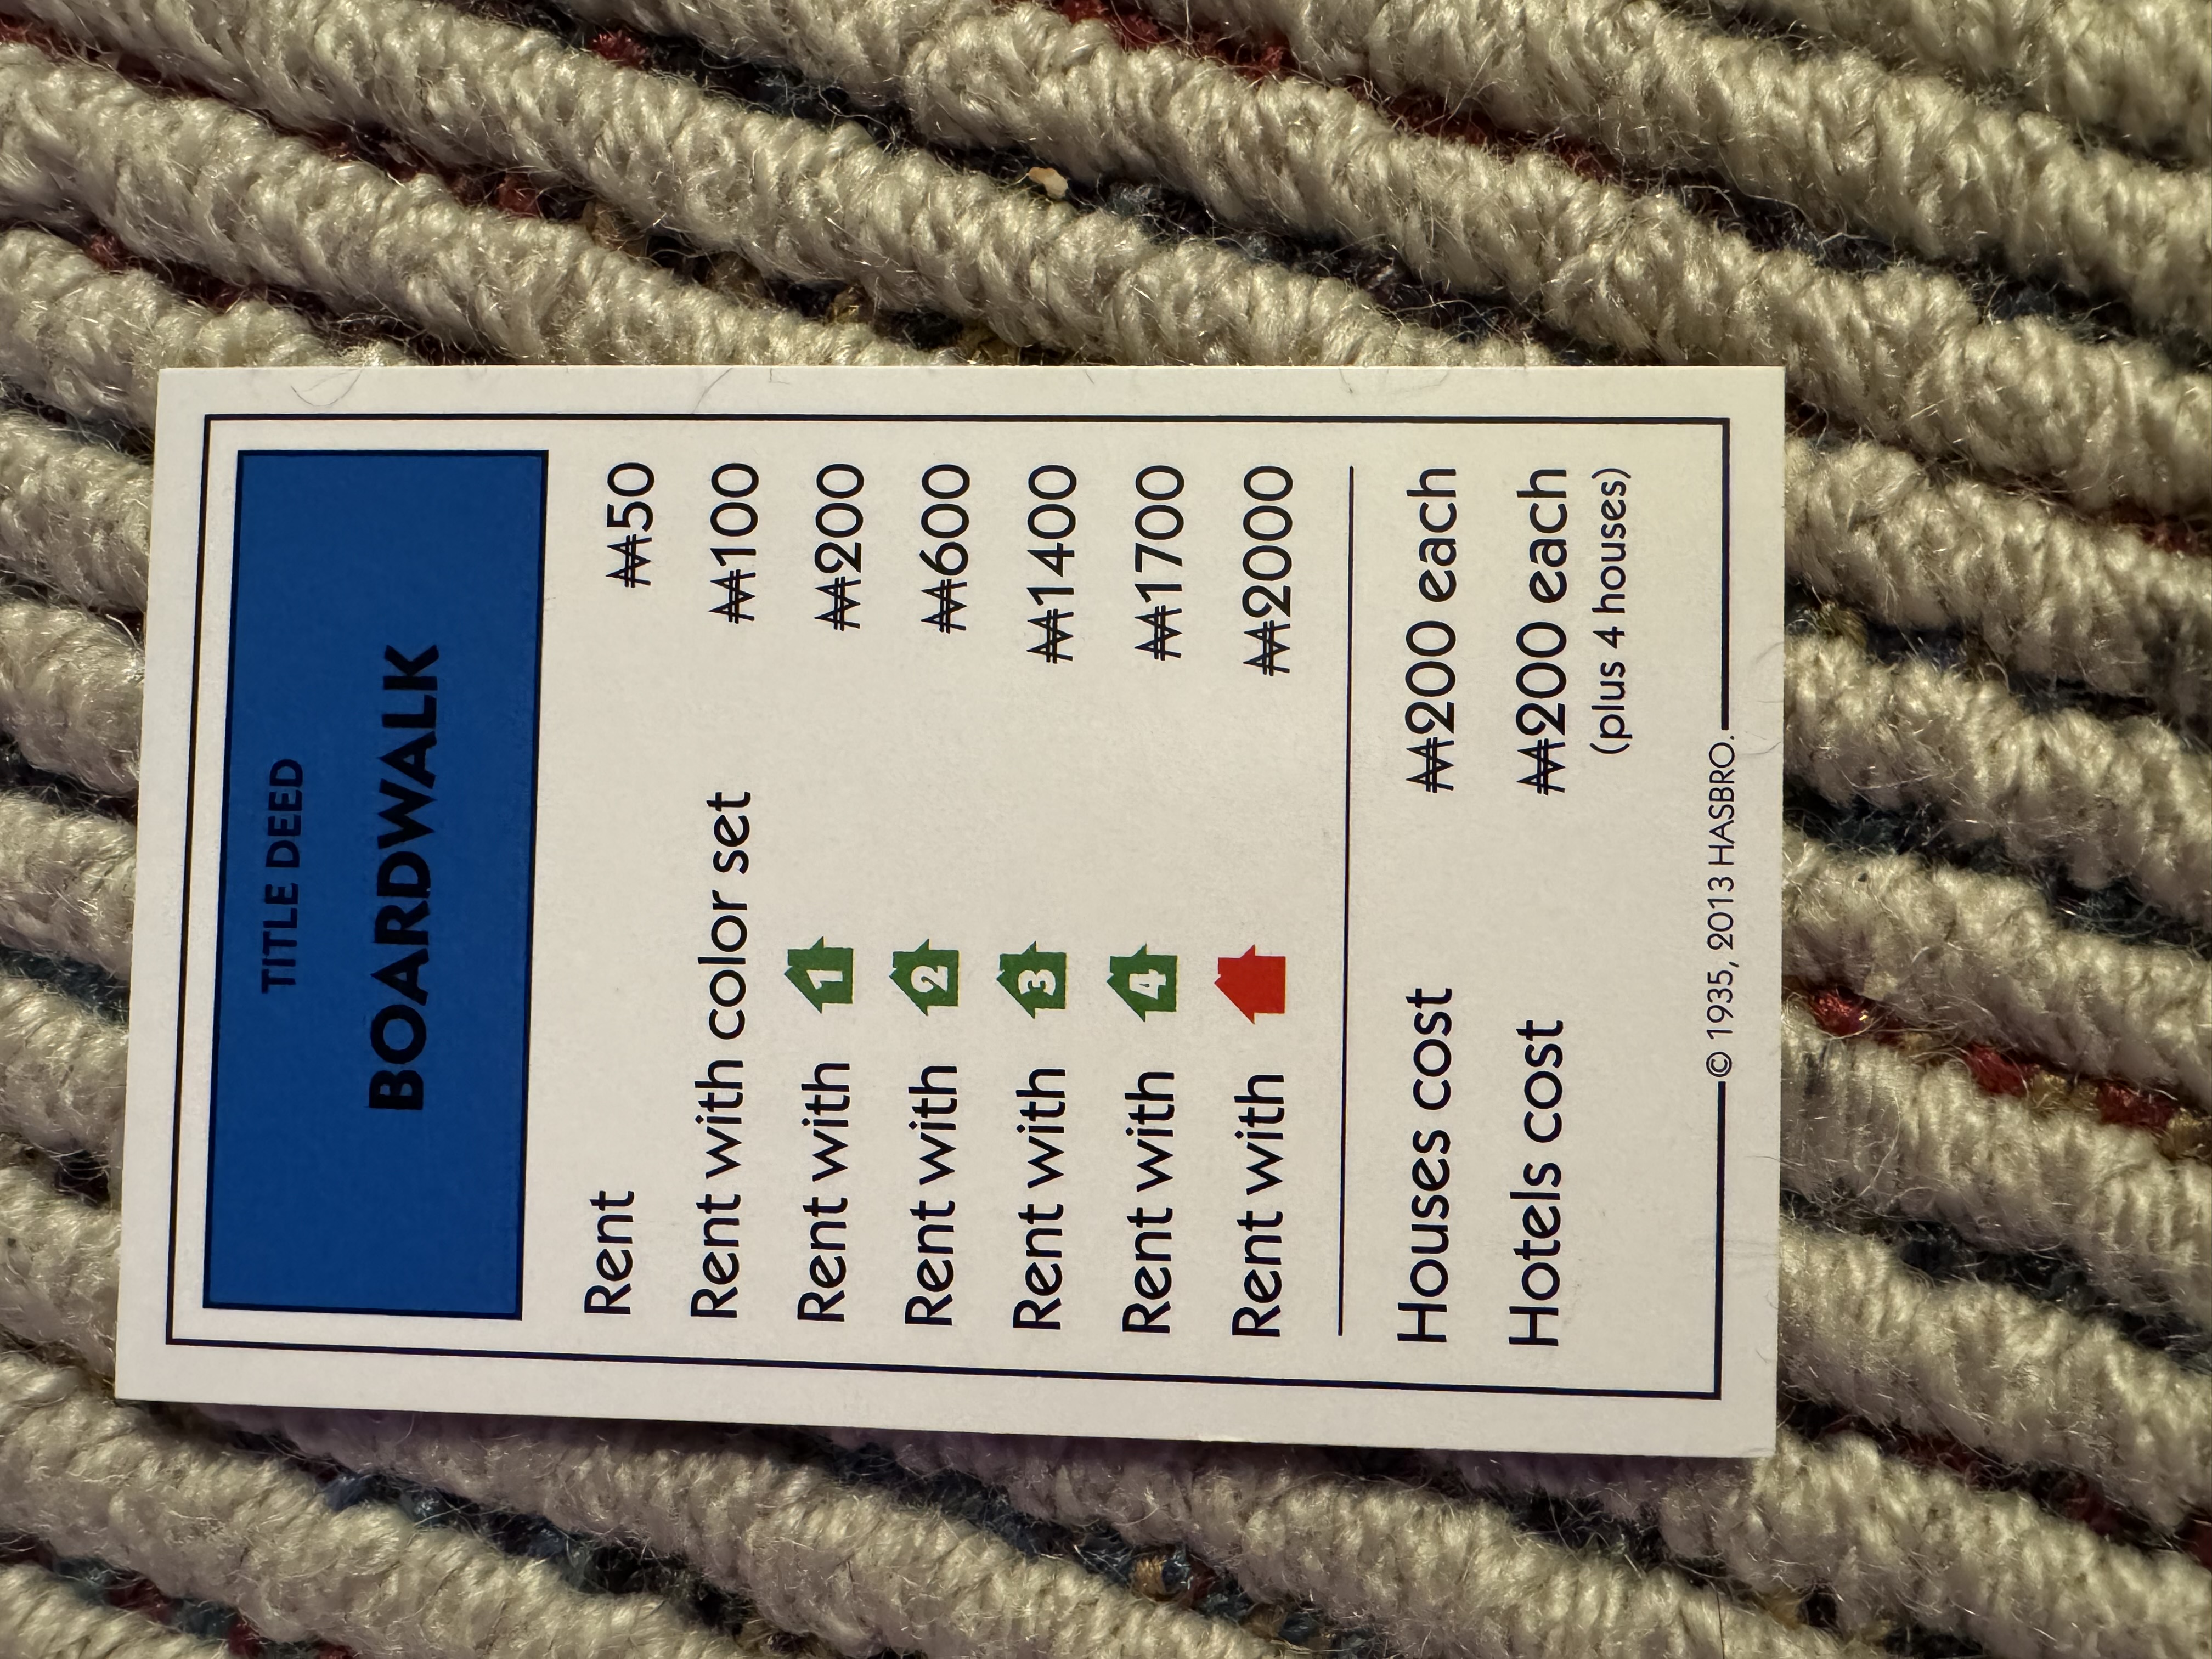 TITLE DEED
BOARDWALK
Rent ₩50
Rent with color set ₩100
Rent with 1 ₩200
Rent with 2 ₩600
Rent with 3 ₩1400
Rent with 4 ₩1700
Rent with ₩2000
Houses cost ₩200 each
Hotels cost ₩200 each
(plus 4 houses)
© 1935, 2013 HASBRO.